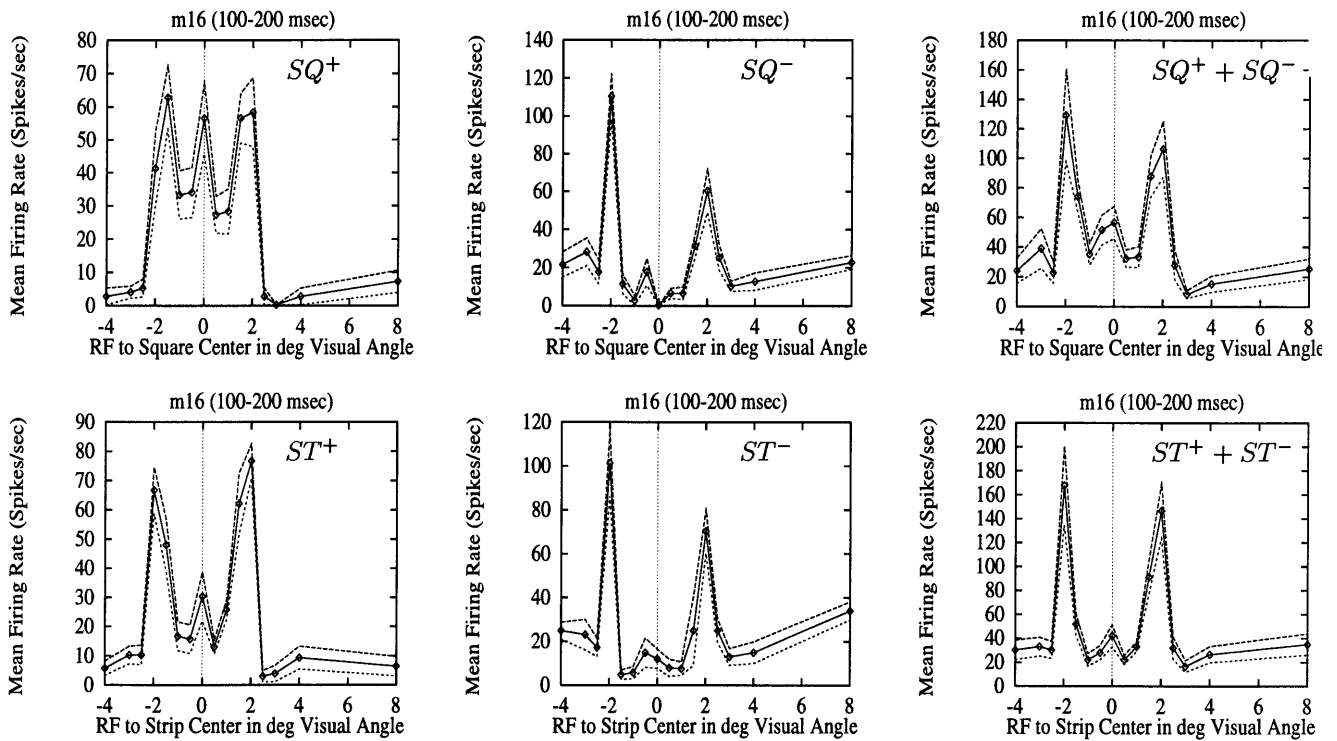 m16 (100-200 msec)
Mean Firing Rate (Spikes/sec)
80
70
60
50
40
30
20
10
0
SQ⁺
-4 -2 0 2 4 6 8
RF to Square Center in deg Visual Angle
m16 (100-200 msec)
Mean Firing Rate (Spikes/sec)
140
120
100
80
60
40
20
0
SQ⁻
-4 -2 0 2 4 6 8
RF to Square Center in deg Visual Angle
m16 (100-200 msec)
Mean Firing Rate (Spikes/sec)
180
160
140
120
100
80
60
40
20
0
SQ⁺ + SQ⁻
-4 -2 0 2 4 6 8
RF to Square Center in deg Visual Angle
m16 (100-200 msec)
Mean Firing Rate (Spikes/sec)
90
80
70
60
50
40
30
20
10
0
ST⁺
-4 -2 0 2 4 6 8
RF to Strip Center in deg Visual Angle
m16 (100-200 msec)
Mean Firing Rate (Spikes/sec)
120
100
80
60
40
20
0
ST⁻
-4 -2 0 2 4 6 8
RF to Strip Center in deg Visual Angle
m16 (100-200 msec)
Mean Firing Rate (Spikes/sec)
220
200
180
160
140
120
100
80
60
40
20
0
ST⁺ + ST⁻
-4 -2 0 2 4 6 8
RF to Strip Center in deg Visual Angle